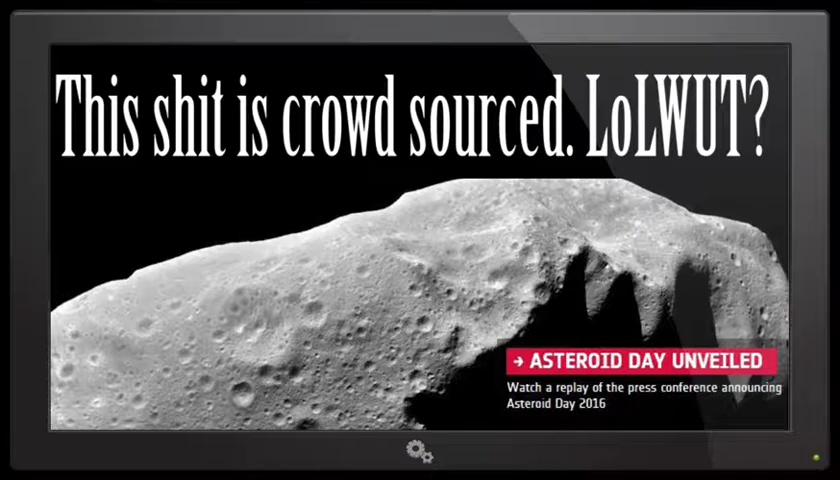 This shit is crowd sourced. LoLWUT?
→ ASTEROID DAY UNVEILED
Watch a replay of the press conference announcing
Asteroid Day 2016